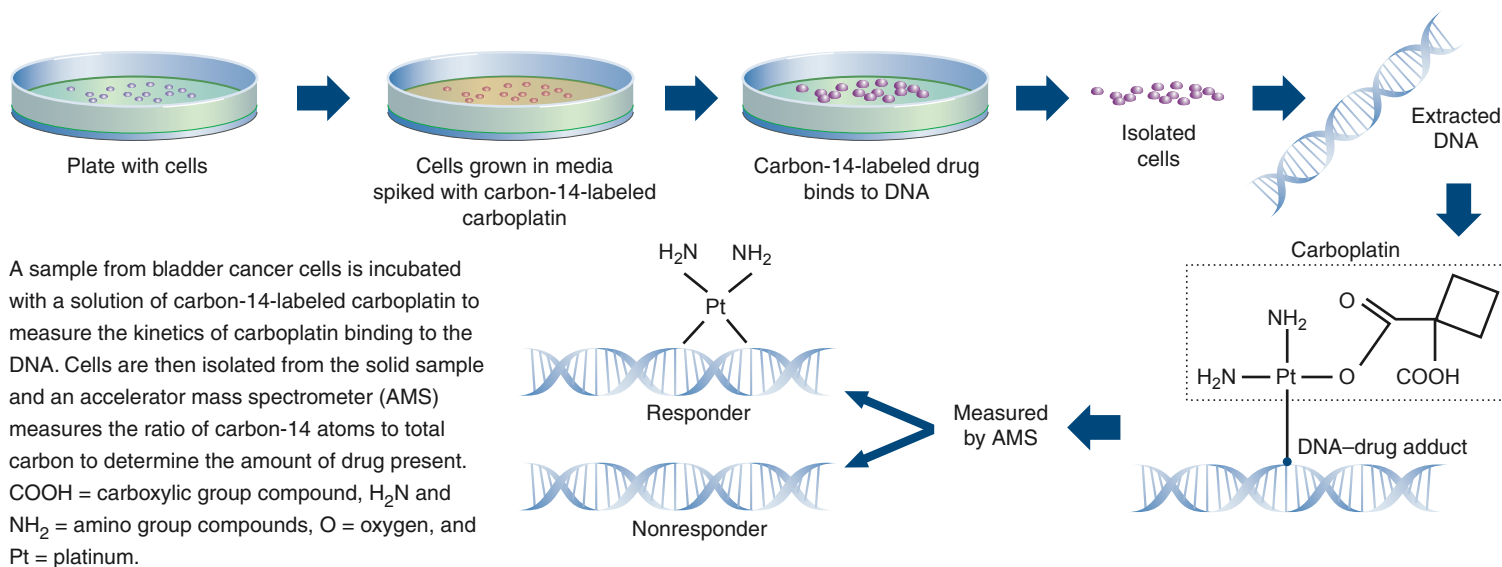 Plate with cells
Cells grown in media
spiked with carbon-14-labeled
carboplatin
Carbon-14-labeled drug
binds to DNA
Isolated
cells
Extracted
DNA
A sample from bladder cancer cells is incubated
with a solution of carbon-14-labeled carboplatin to
measure the kinetics of carboplatin binding to the
DNA. Cells are then isolated from the solid sample
and an accelerator mass spectrometer (AMS)
measures the ratio of carbon-14 atoms to total
carbon to determine the amount of drug present.
COOH = carboxylic group compound, H₂N and
NH₂ = amino group compounds, O = oxygen, and
Pt = platinum.
H₂N NH₂
Pt
Responder
Nonresponder
Measured
by AMS
Carboplatin
O
NH₂
H₂N Pt O COOH
DNA–drug adduct